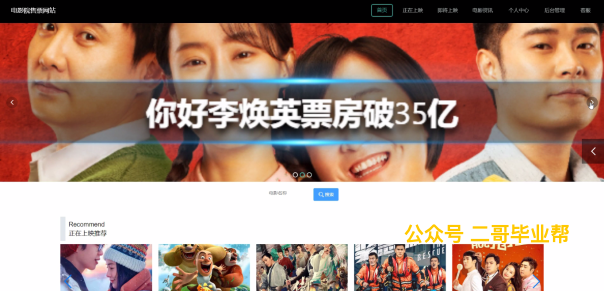 电影院售票网站
首页 正在上映 即将上映 电影资讯 个人中心 后台管理 客服
你好李焕英票房破35亿
电影名称 搜索
Recommend
正在上映推荐
公众号 二哥毕业帮
RESCUE